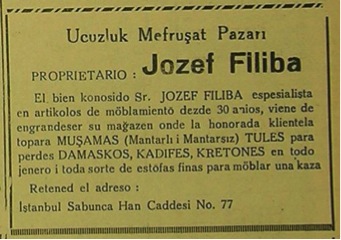 Ucuzluk Mefruşat Pazarı
PROPRIETARIO : Jozef Filiba
El bien konosido Sr. JOZEF FILIBA espesialista
en artikolos de möblamiento dezde 30 anios, viene de
engrandeser su mağazen onde la honorada klientela
topara MUŞAMAS (Mantarlı i Mantarsız) TULES para
perdes DAMASKOS, KADIFES, KRETONES en todo
jenero i toda sorte de estófas finas para möblar una kaza
Retened el adreso :
İstanbul Sabunca Han Caddesi No. 77